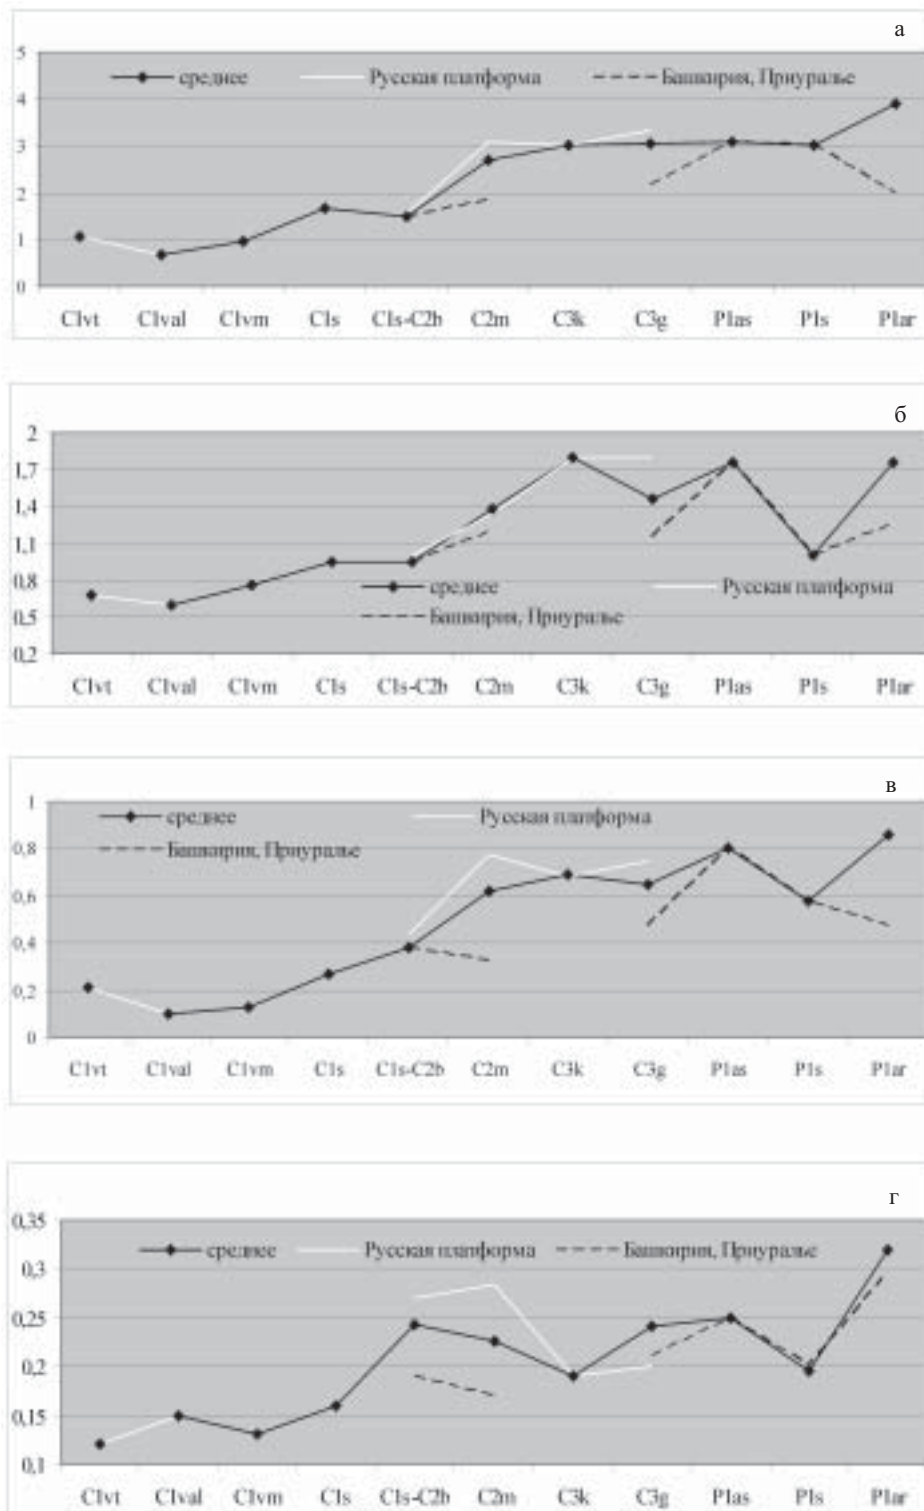 а
5
среднее Русская платформа Башкирия, Приуралье
4
3
2
1
0
C1vt C1val C1vm C1s C1s-C2b C2m C3k C3g P1as P1s P1ar
б
2
1,7
1,4
1,1
0,8
среднее Русская платформа
0,5
Башкирия, Приуралье
0,2
C1vt C1val C1vm C1s C1s-C2b C2m C3k C3g P1as P1s P1ar
в
1
среднее Русская платформа
0,8
Башкирия, Приуралье
0,6
0,4
0,2
0
C1vt C1val C1vm C1s C1s-C2b C2m C3k C3g P1as P1s P1ar
г
0,35
среднее Русская платформа Башкирия, Приуралье
0,3
0,25
0,2
0,15
0,1
C1vt C1val C1vm C1s C1s-C2b C2m C3k C3g P1as P1s P1ar